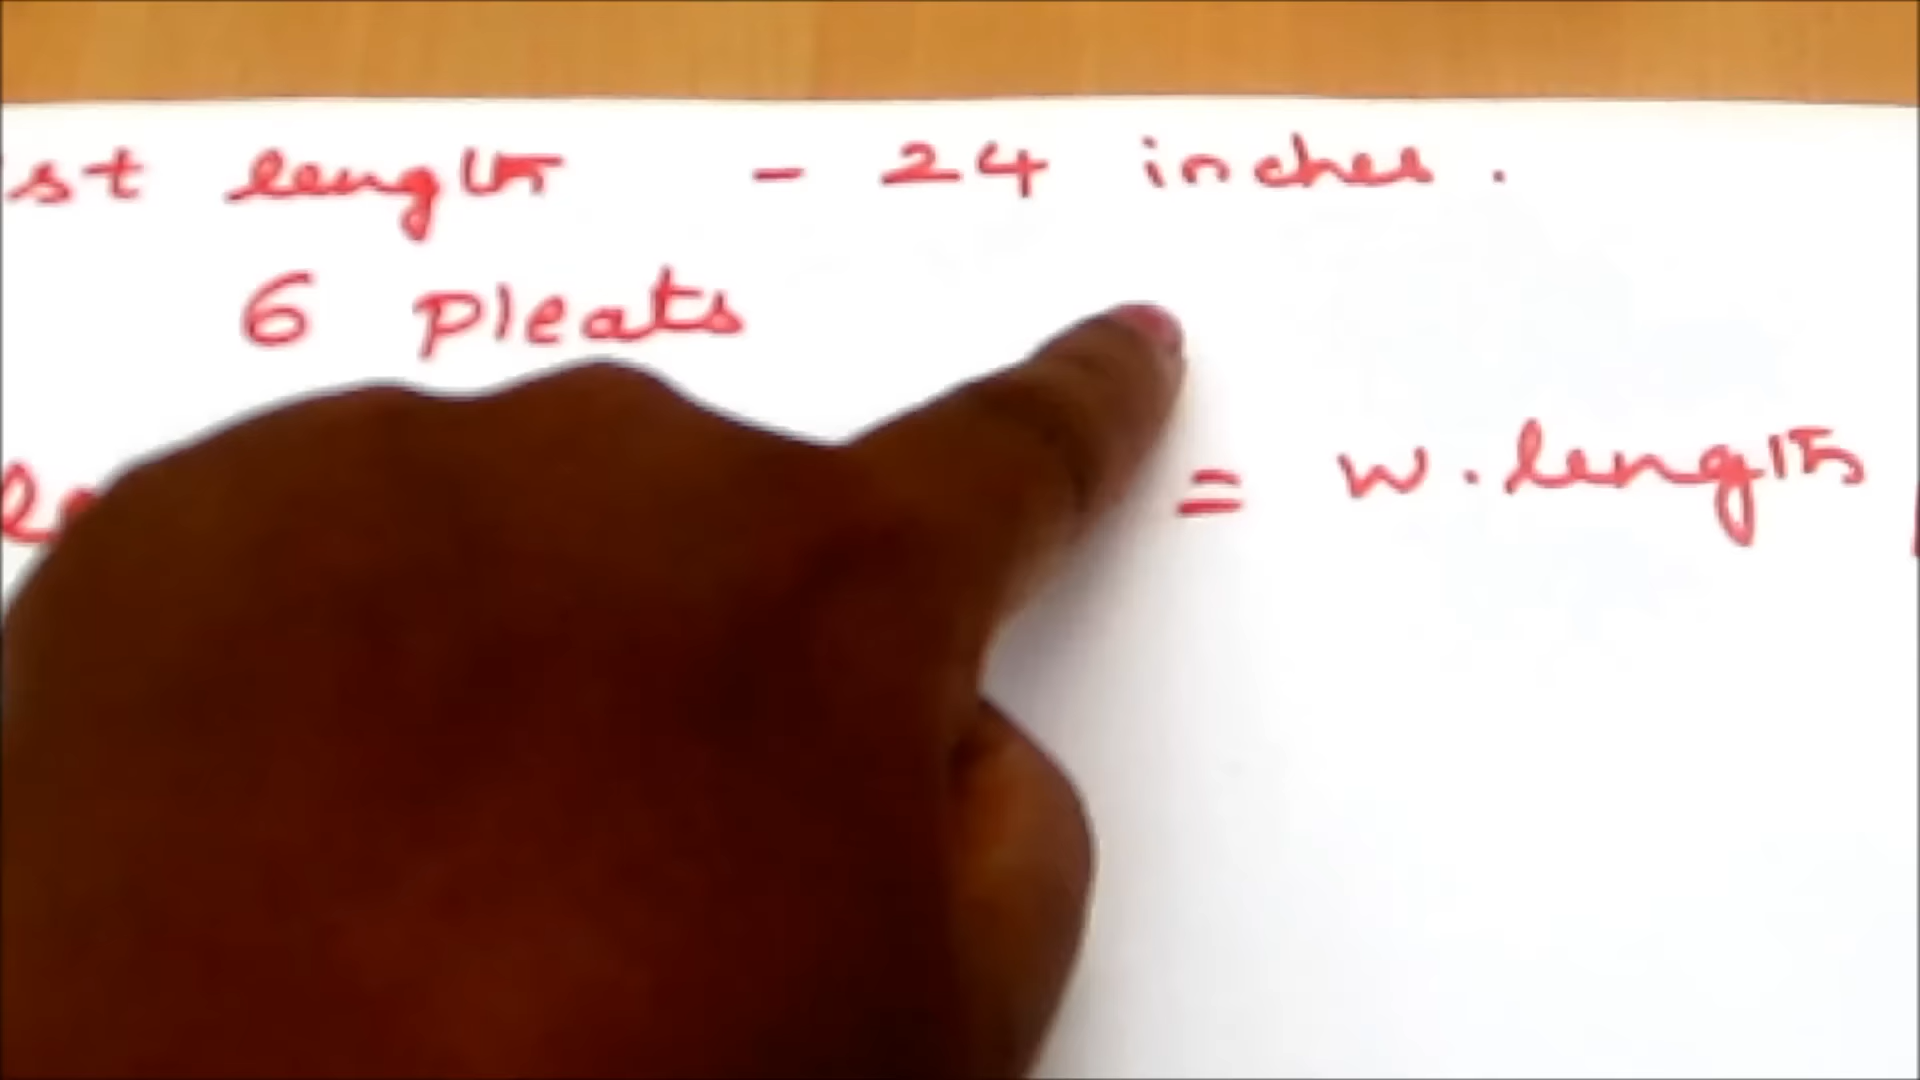 st length - 24 inches.
6 pleats
= w. length